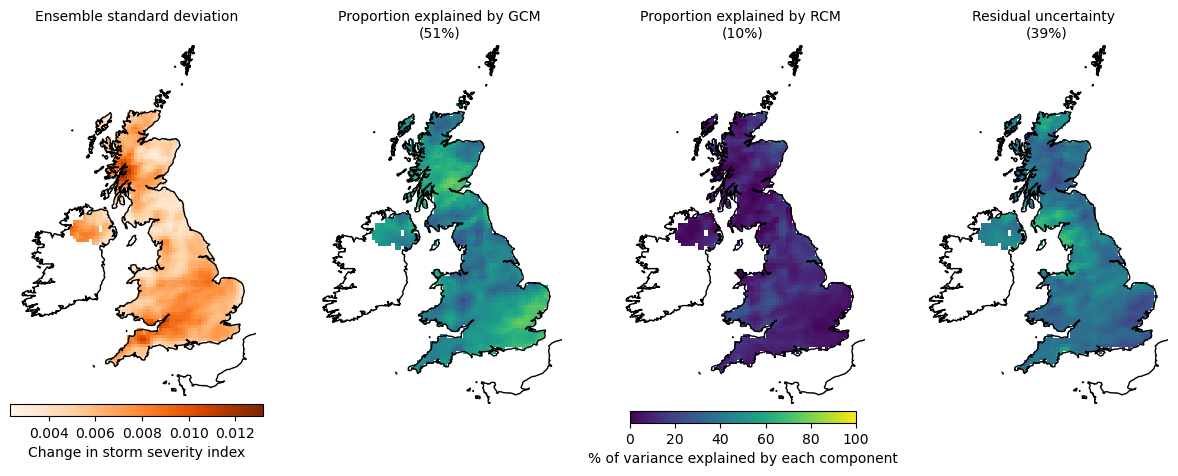 Ensemble standard deviation
Proportion explained by GCM
(51%)
Proportion explained by RCM
(10%)
Residual uncertainty
(39%)
0.004 0.006 0.008 0.010 0.012
Change in storm severity index
0 20 40 60 80 100
% of variance explained by each component